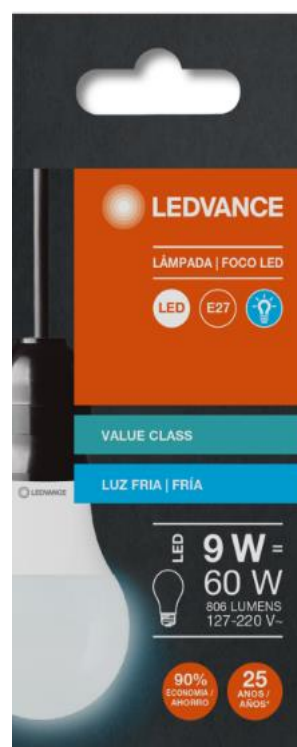 LEDVANCE
LÂMPADA | FOCO LED
LED
E27
VALUE CLASS
LUZ FRIA | FRÍA
LEDVANCE
LED
9 W =
60 W
806 LUMENS
127-220 V~
90%
ECONOMIA /
AHORRO
25
ANOS /
AÑOS*